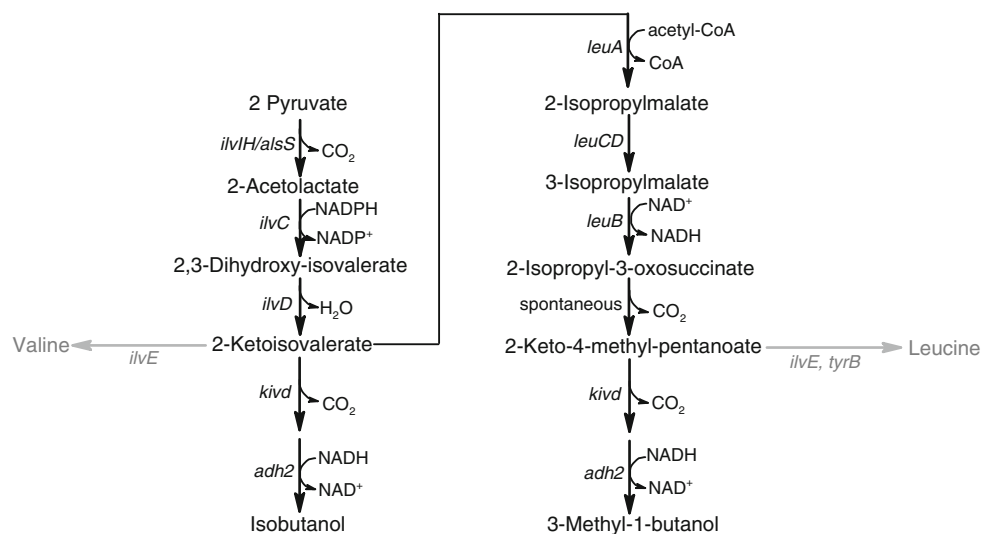 2 Pyruvate
ilvIH/alsS
CO2
2-Acetolactate
ilvC
NADPH
NADP+
2,3-Dihydroxy-isovalerate
ilvD
H2O
Valine
ilvE
2-Ketoisovalerate
kivd
CO2
adh2
NADH
NAD+
Isobutanol
leuA
acetyl-CoA
CoA
2-Isopropylmalate
leuCD
3-Isopropylmalate
leuB
NAD+
NADH
2-Isopropyl-3-oxosuccinate
spontaneous
CO2
2-Keto-4-methyl-pentanoate
ilvE, tyrB
Leucine
kivd
CO2
adh2
NADH
NAD+
3-Methyl-1-butanol